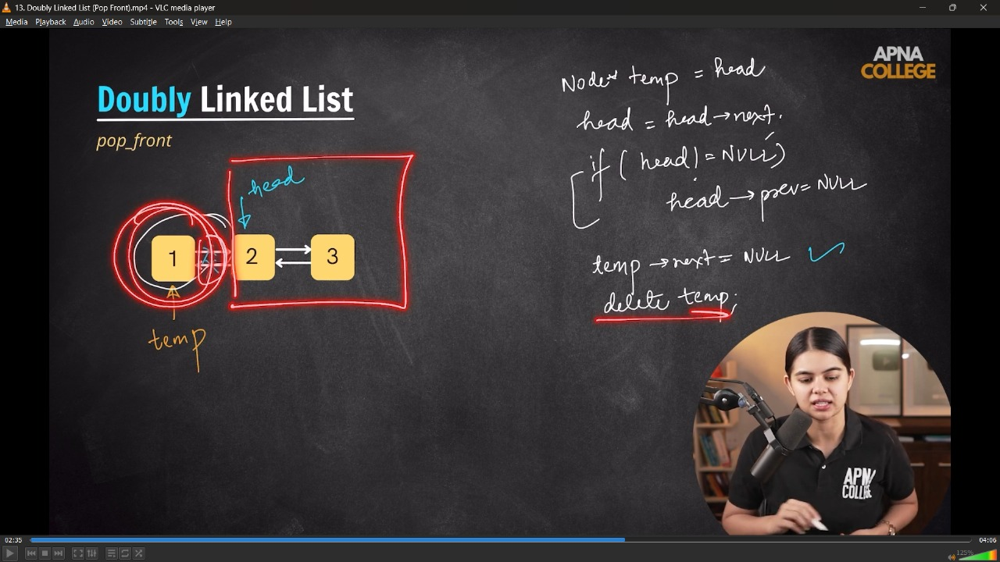 13. Doubly Linked List (Pop Front).mp4 - VLC media player
Media Playback Audio Video Subtitle Tools View Help
APNA
COLLEGE
Doubly Linked List
pop_front
Node* temp = head
head = head→next.
if ( head != NULL)
head → prev = NULL
temp →next = NULL
delete temp;
head
1 2 3
temp
APNA
COLLEGE
02:35 04:06
125%